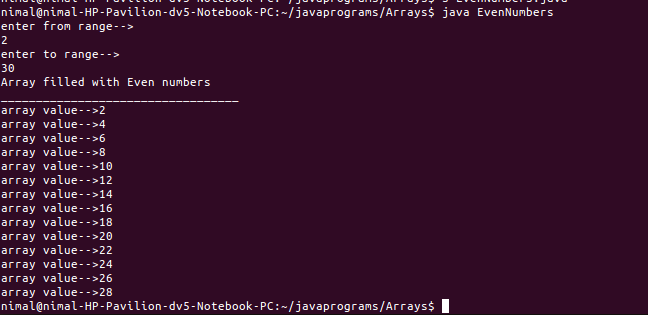 nimal@nimal-HP-Pavilion-dv5-Notebook-PC:~/javaprograms/Arrays$ java EvenNumbers
enter from range-->
2
enter to range-->
30
Array filled with Even numbers
__________________________________
array value-->2
array value-->4
array value-->6
array value-->8
array value-->10
array value-->12
array value-->14
array value-->16
array value-->18
array value-->20
array value-->22
array value-->24
array value-->26
array value-->28
nimal@nimal-HP-Pavilion-dv5-Notebook-PC:~/javaprograms/Arrays$